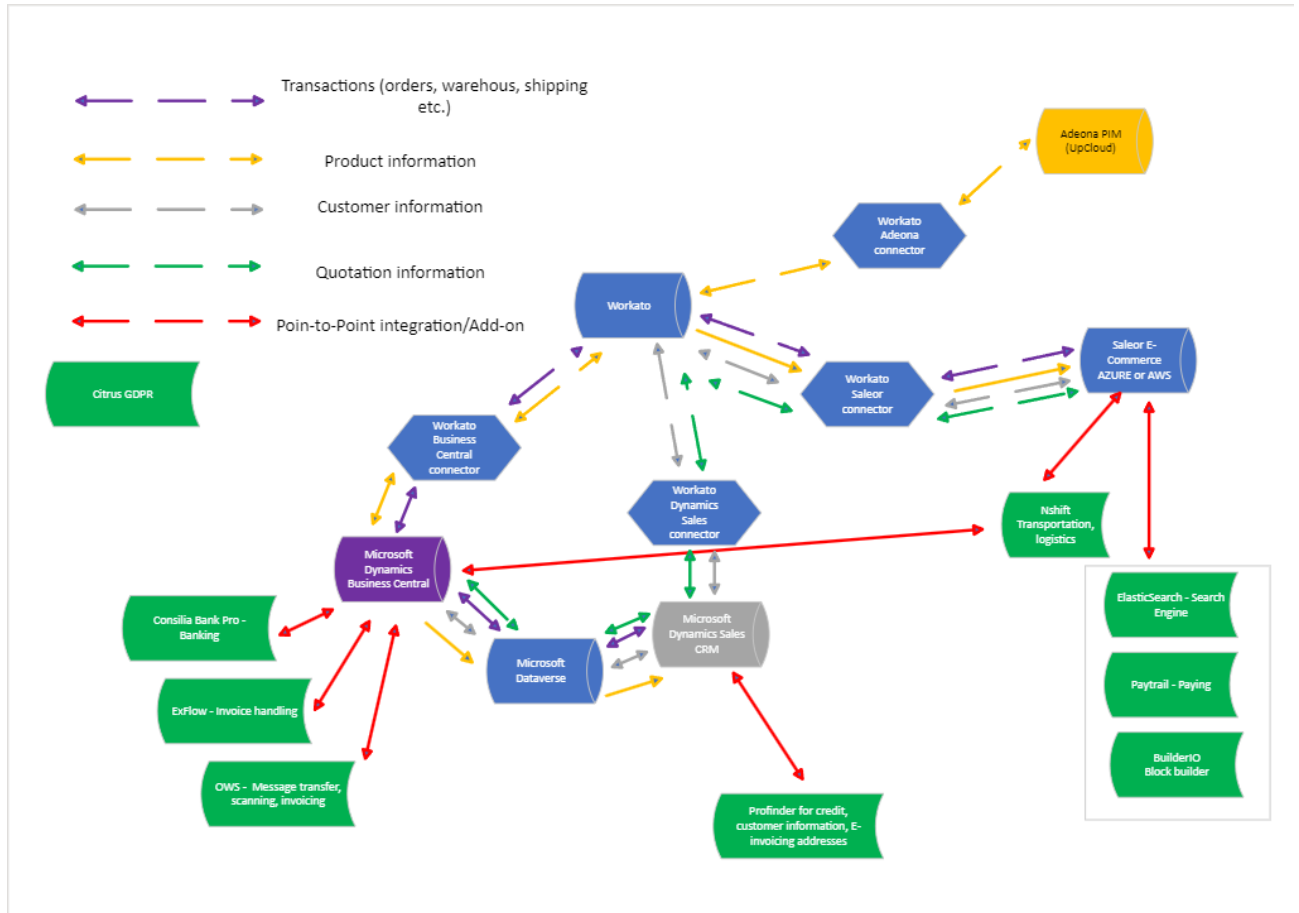 Transactions (orders, warehous, shipping
etc.)
Product information
Customer information
Quotation information
Poin-to-Point integration/Add-on
Citrus GDPR
Adeona PIM
(UpCloud)
Workato
Adeona
connector
Workato
Saleor E-
Commerce
AZURE or AWS
Workato
Saleor
connector
Workato
Business
Central
connector
Workato
Dynamics
Sales
connector
Nshift
Transportation,
logistics
Microsoft
Dynamics
Business Central
ElasticSearch - Search
Engine
Consilia Bank Pro -
Banking
Microsoft
Dynamics Sales
CRM
Microsoft
Dataverse
Paytrail - Paying
ExFlow - Invoice handling
BuilderIO
Block builder
OWS -  Message transfer,
scanning, invoicing
Profinder for credit,
customer information, E-
invoicing addresses